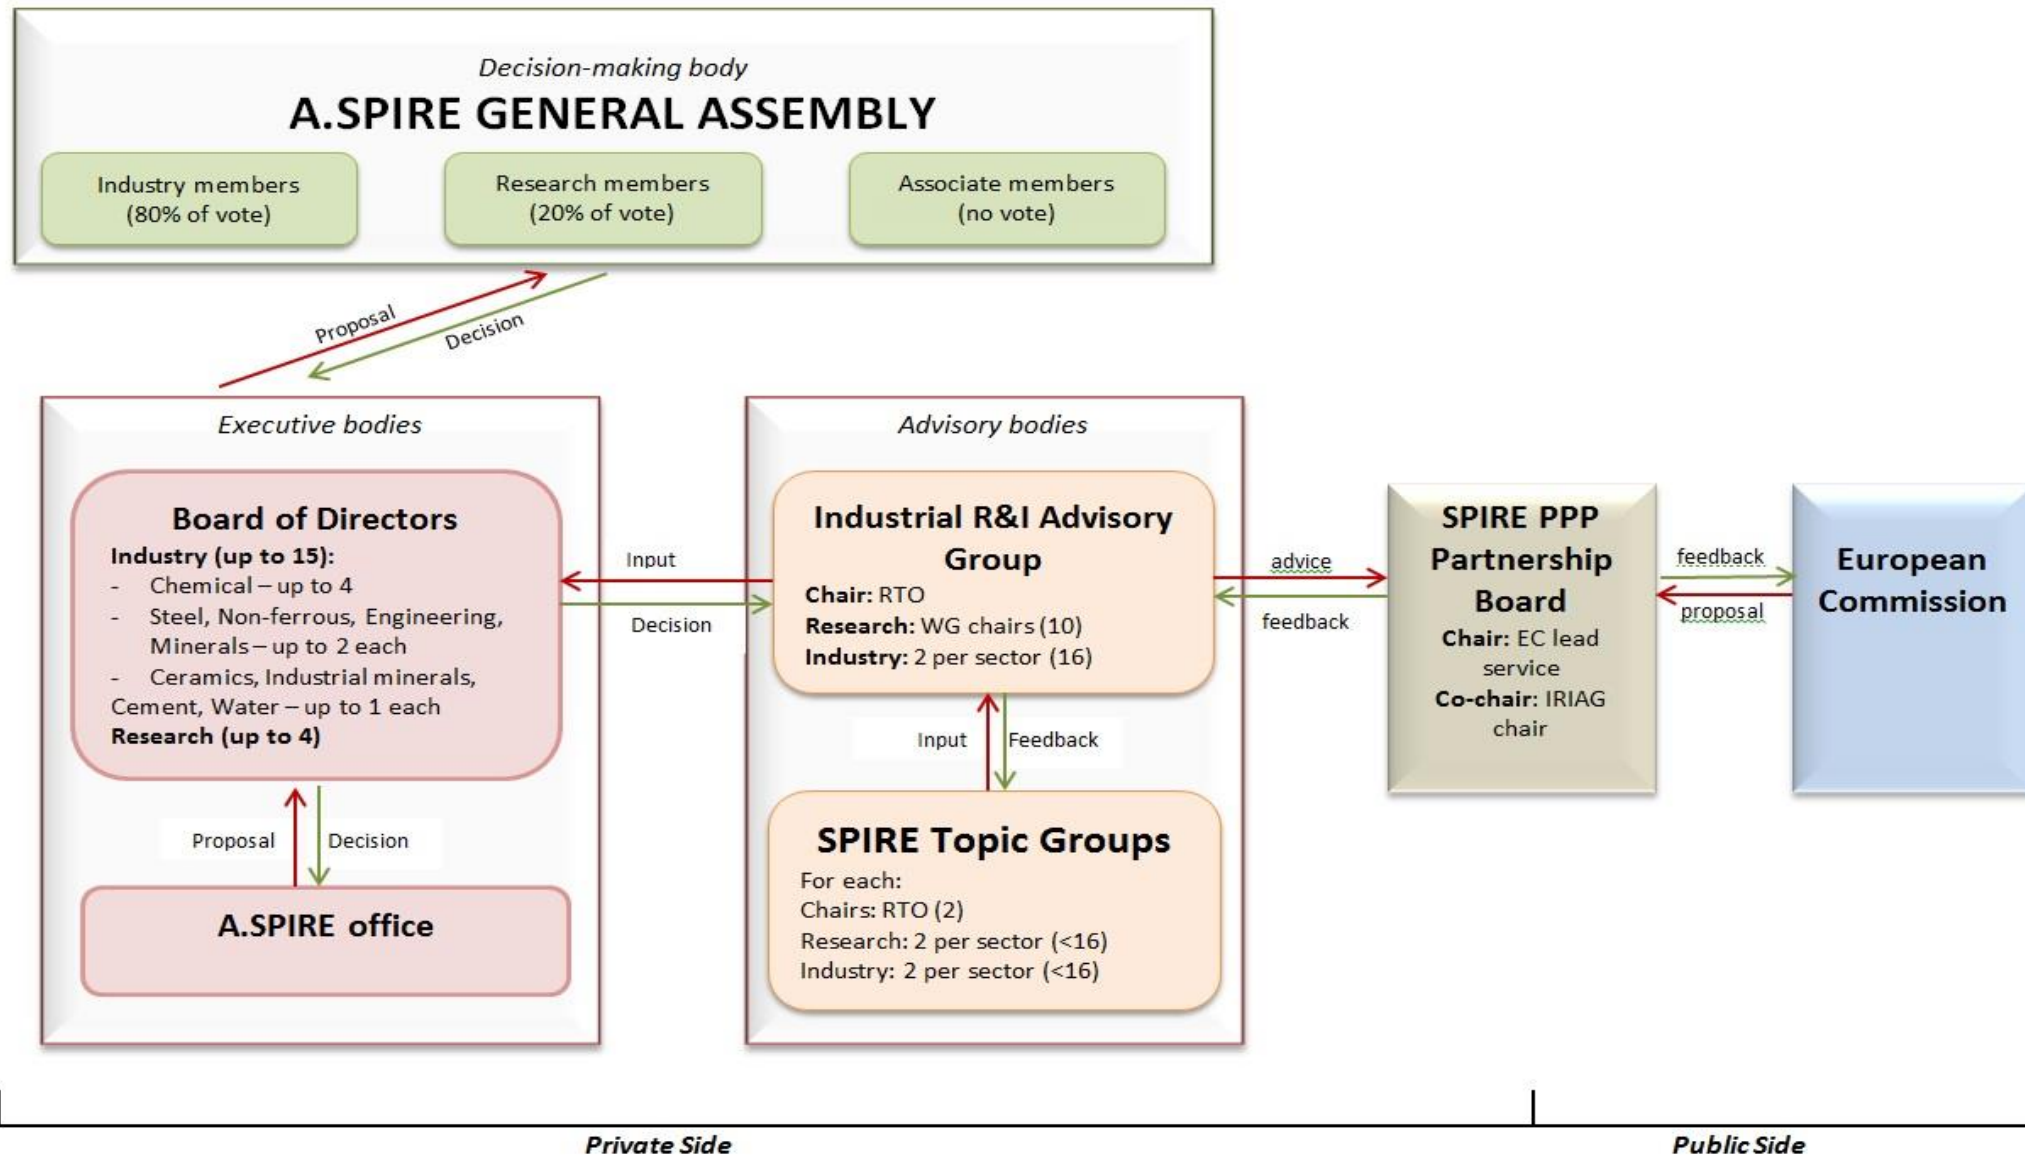 Decision-making body
A.SPIRE GENERAL ASSEMBLY
Industry members
(80% of vote)
Research members
(20% of vote)
Associate members
(no vote)
Proposal
Decision
Executive bodies
Board of Directors
Industry (up to 15):
- Chemical – up to 4
- Steel, Non-ferrous, Engineering,
Minerals – up to 2 each
- Ceramics, Industrial minerals,
Cement, Water – up to 1 each
Research (up to 4)
Proposal
Decision
A.SPIRE office
Input
Decision
Advisory bodies
Industrial R&I Advisory
Group
Chair: RTO
Research: WG chairs (10)
Industry: 2 per sector (16)
Input
Feedback
SPIRE Topic Groups
For each:
Chairs: RTO (2)
Research: 2 per sector (<16)
Industry: 2 per sector (<16)
advice
feedback
SPIRE PPP
Partnership
Board
Chair: EC lead
service
Co-chair: IRIAG
chair
feedback
proposal
European
Commission
Private Side
Public Side